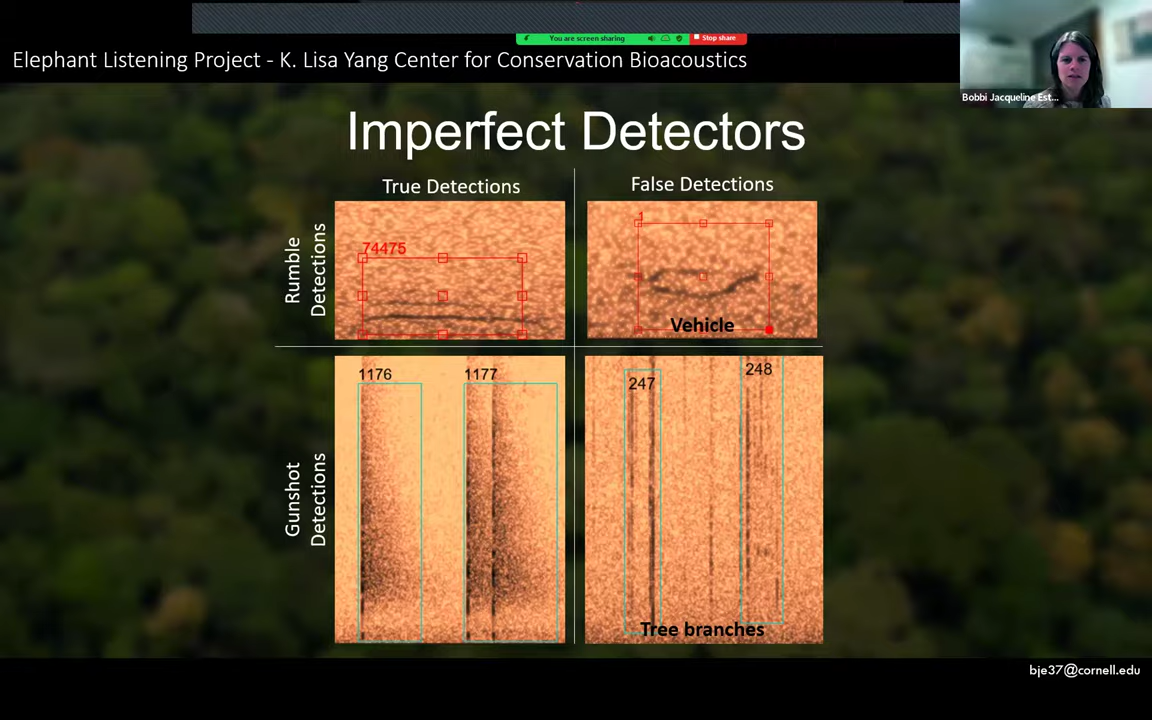 You are screen sharing
Stop share
Elephant Listening Project - K. Lisa Yang Center for Conservation Bioacoustics
Bobbi Jacqueline Est...
Imperfect Detectors
True Detections
False Detections
Rumble
Detections
74475
1
Vehicle
Gunshot
Detections
1176
1177
247
248
Tree branches
bje37@cornell.edu